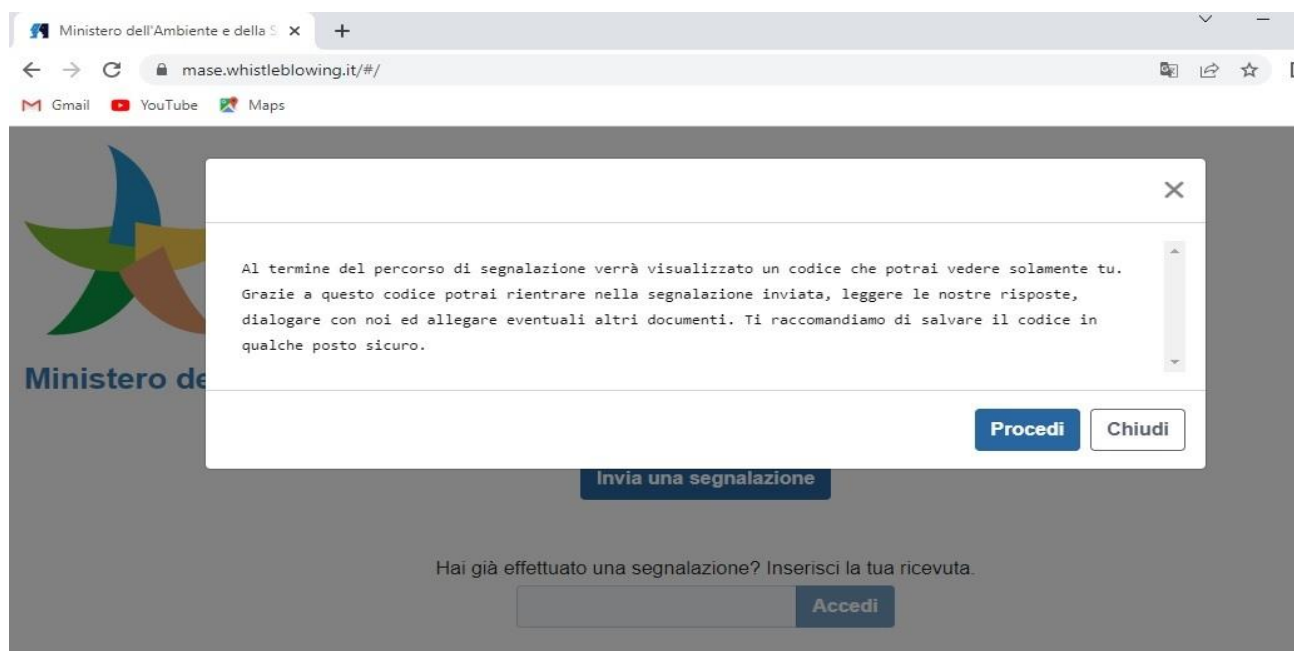 Ministero dell'Ambiente e della S
mase.whistleblowing.it/#/
Gmail YouTube Maps
Al termine del percorso di segnalazione verrà visualizzato un codice che potrai vedere solamente tu.
Grazie a questo codice potrai rientrare nella segnalazione inviata, leggere le nostre risposte,
dialogare con noi ed allegare eventuali altri documenti. Ti raccomandiamo di salvare il codice in
qualche posto sicuro.
Ministero de
Procedi Chiudi
Invia una segnalazione
Hai già effettuato una segnalazione? Inserisci la tua ricevuta.
Accedi